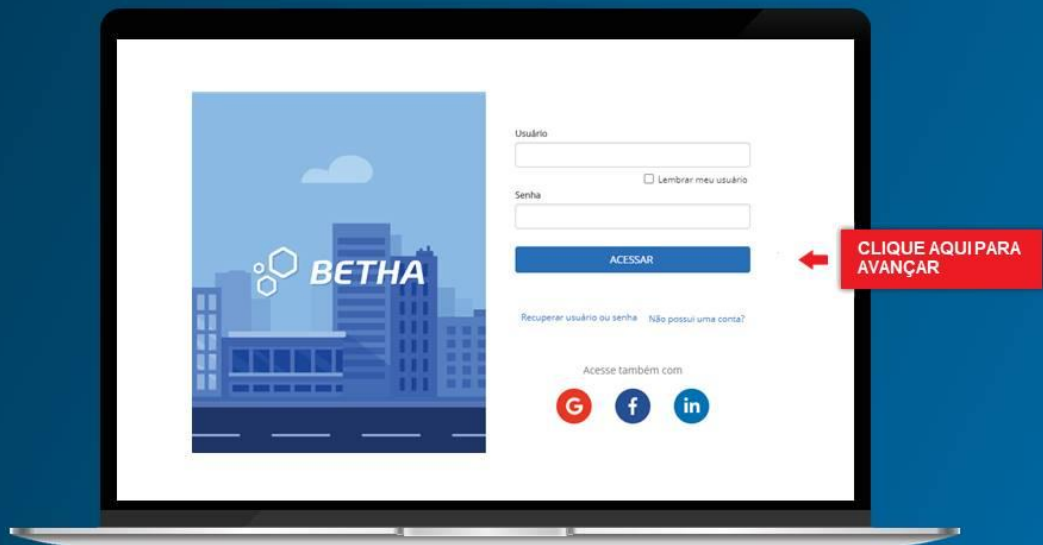 BETHA
Usuário
Lembrar meu usuário
Senha
ACESSAR
CLIQUE AQUI PARA
AVANÇAR
Recuperar usuário ou senha
Não possui uma conta?
Acesse também com
G
f
in